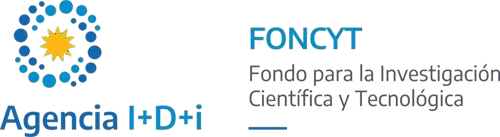 Agencia I+D+i
FONCYT
Fondo para la Investigación
Científica y Tecnológica